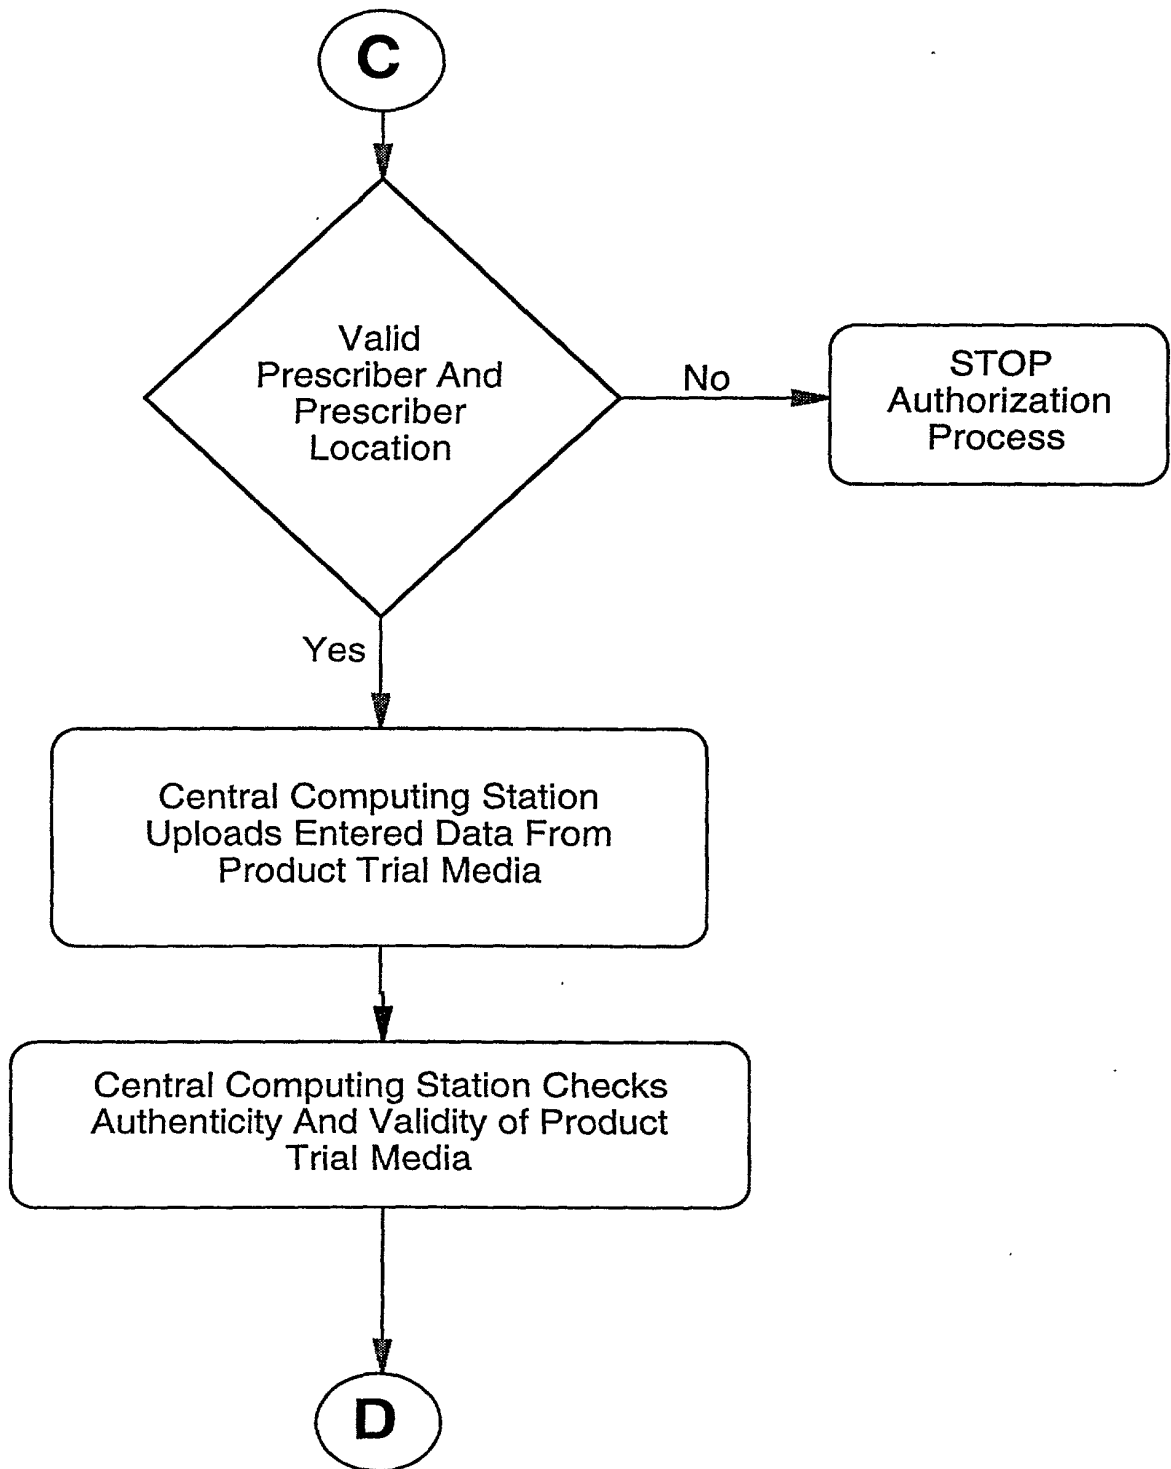 C
Valid
Prescriber And
Prescriber
Location
No
STOP
Authorization
Process
Yes
Central Computing Station
Uploads Entered Data From
Product Trial Media
Central Computing Station Checks
Authenticity And Validity of Product
Trial Media
D